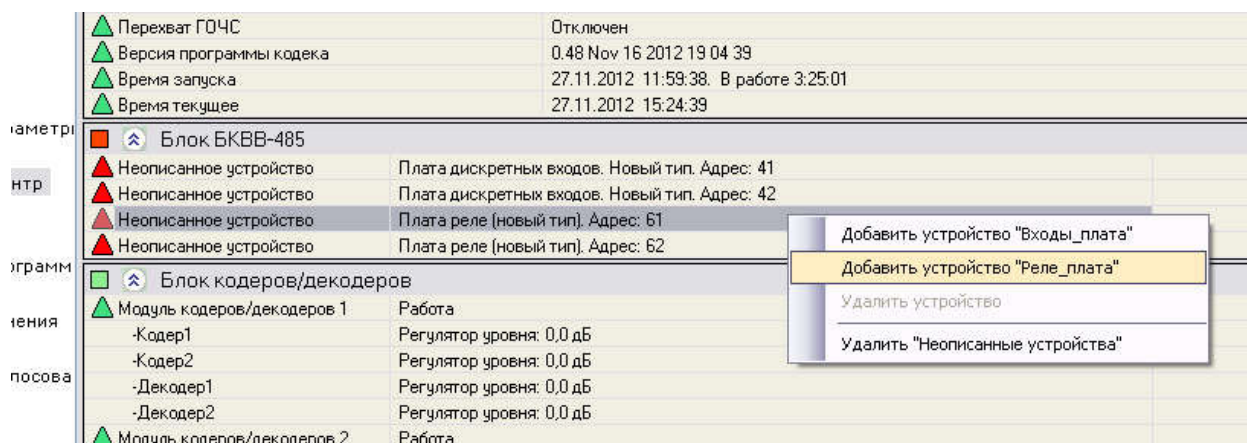 Перехват ГОЧС Отключен
Версия программы кодека 0.48 Nov 16 2012 19 04 39
Время запуска 27.11.2012 11:59:38. В работе 3:25:01
Время текущее 27.11.2012 15:24:39
Блок БКВВ-485
Неописанное устройство Плата дискретных входов. Новый тип. Адрес: 41
Неописанное устройство Плата дискретных входов. Новый тип. Адрес: 42
Неописанное устройство Плата реле (новый тип). Адрес: 61
Неописанное устройство Плата реле (новый тип). Адрес: 62
Добавить устройство "Входы_плата"
Добавить устройство "Реле_плата"
Удалить устройство
Удалить "Неописанные устройства"
Блок кодеров/декодеров
Модуль кодеров/декодеров 1 Работа
-Кодер1 Регулятор уровня: 0,0 дБ
-Кодер2 Регулятор уровня: 0,0 дБ
-Декодер1 Регулятор уровня: 0,0 дБ
-Декодер2 Регулятор уровня: 0,0 дБ
Модуль кодеров/декодеров 2 Работа